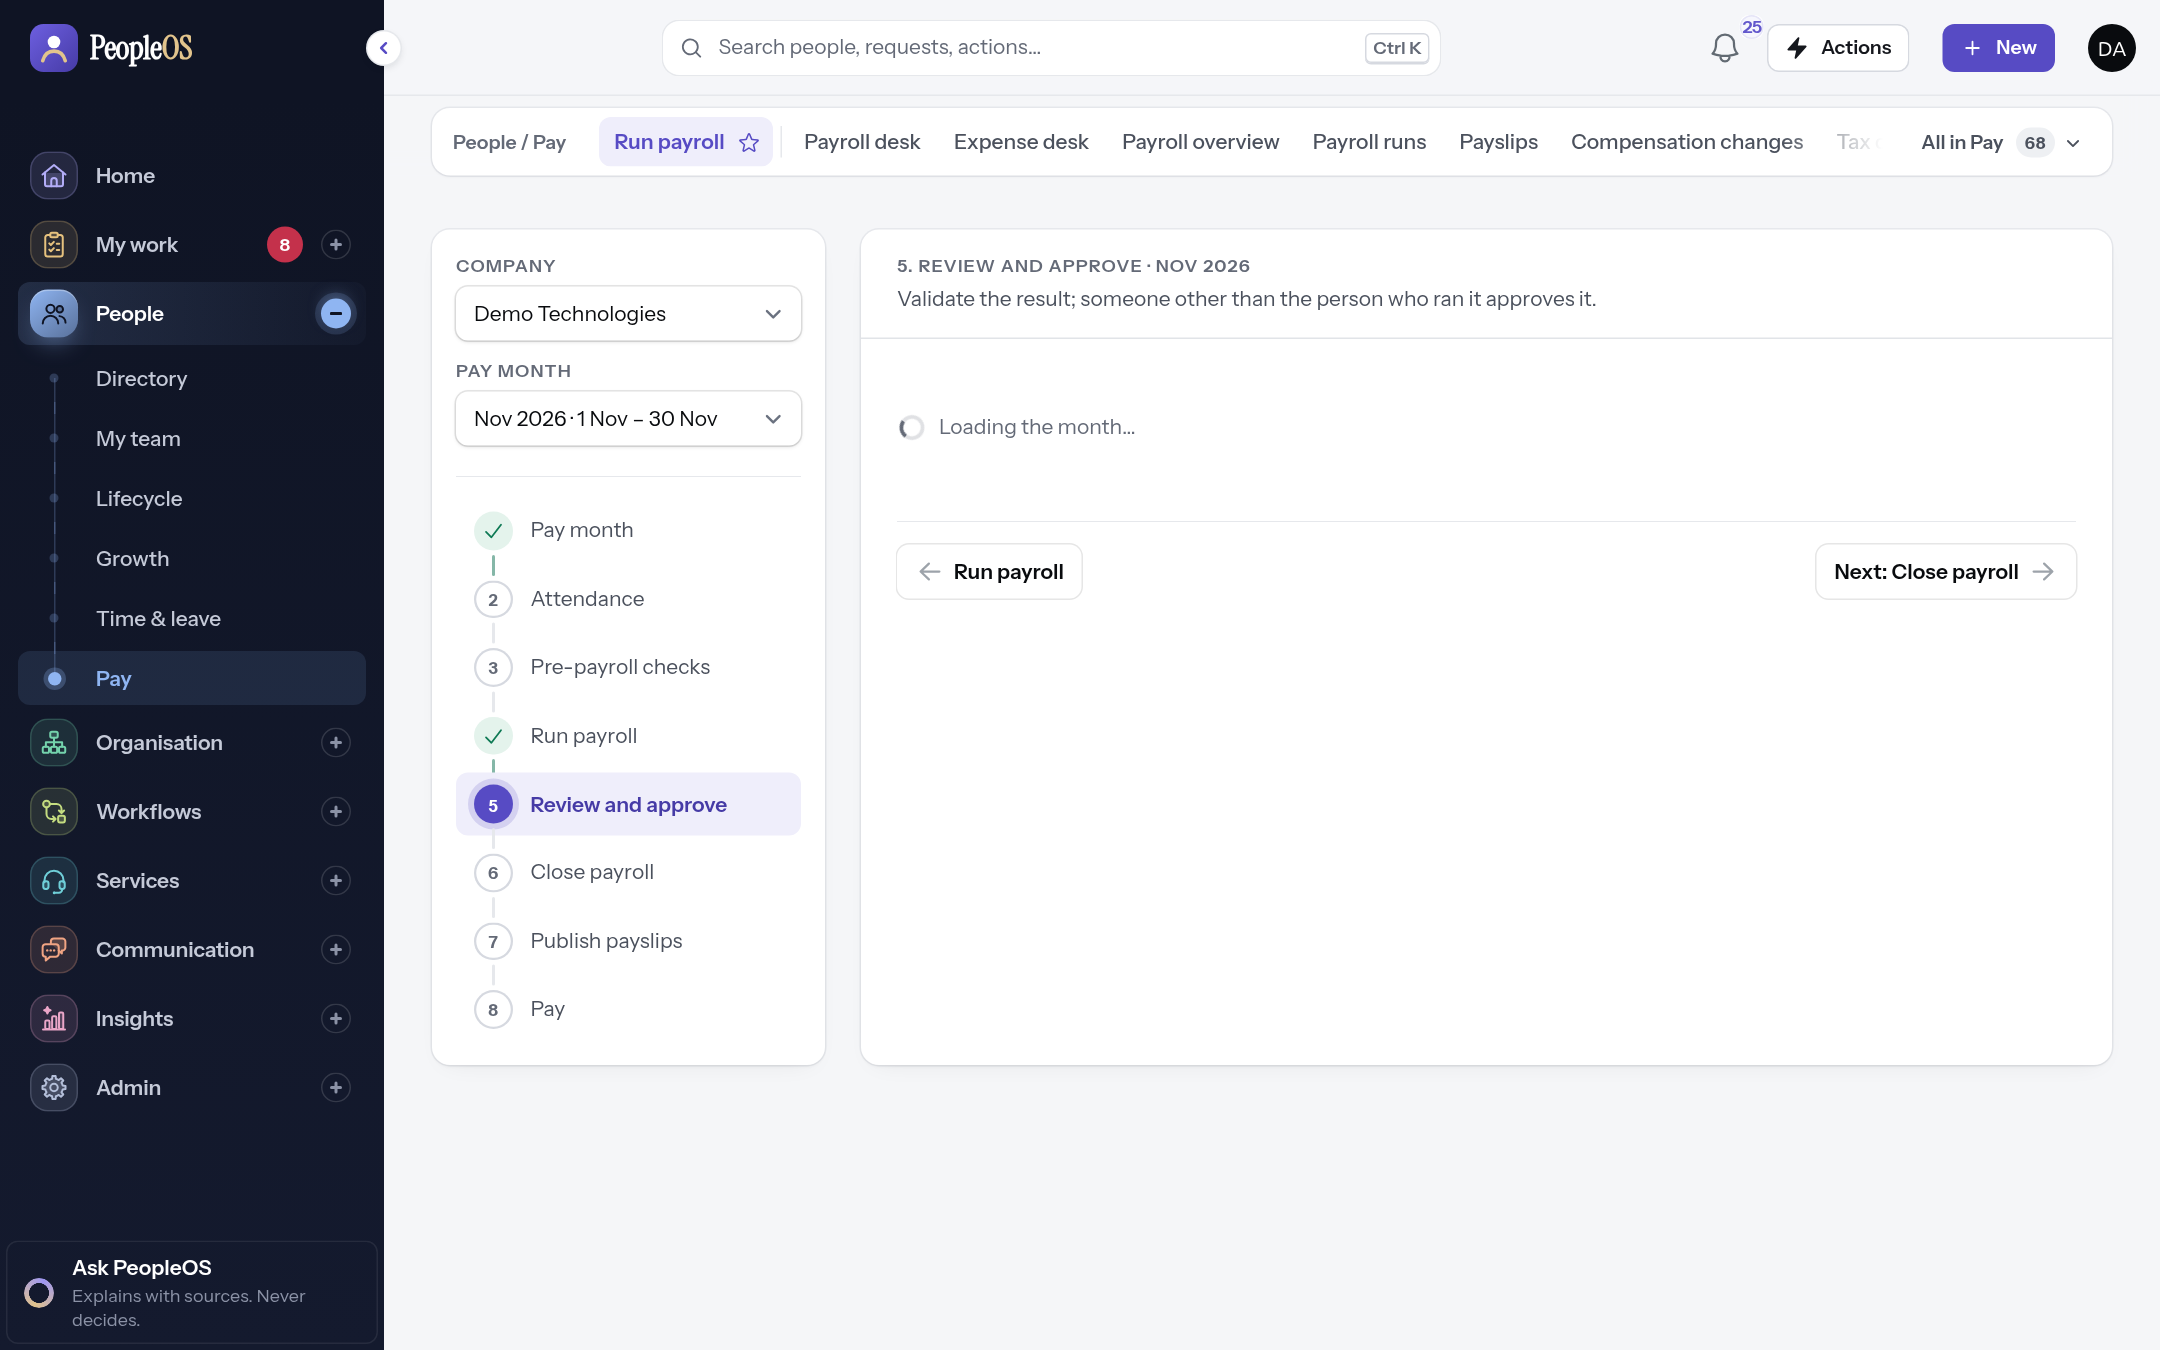 PeopleOS
Search people, requests, actions...
Ctrl K
25
Actions
New
DA
Home
My work
8
People
Directory
My team
Lifecycle
Growth
Time & leave
Pay
Organisation
Workflows
Services
Communication
Insights
Admin
Ask PeopleOS
Explains with sources. Never
decides.
People / Pay
Run payroll
Payroll desk
Expense desk
Payroll overview
Payroll runs
Payslips
Compensation changes
Tax
All in Pay
68
COMPANY
Demo Technologies
PAY MONTH
Nov 2026 · 1 Nov – 30 Nov
Pay month
2 Attendance
3 Pre-payroll checks
Run payroll
5 Review and approve
6 Close payroll
7 Publish payslips
8 Pay
5. REVIEW AND APPROVE · NOV 2026
Validate the result; someone other than the person who ran it approves it.
Loading the month...
Run payroll
Next: Close payroll